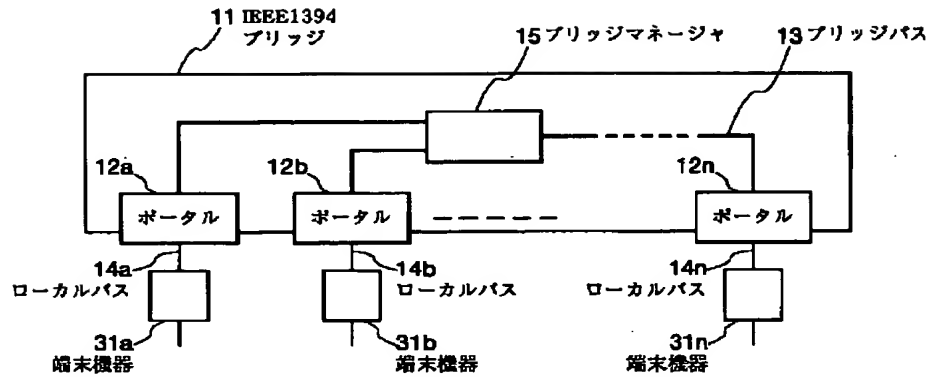 11 IEEE1394
ブリッジ
15 ブリッジマネージャ
13 ブリッジバス
12a
12b
12n
ポータル
ポータル
ポータル
14a
ローカルバス
14b
ローカルバス
14n
ローカルバス
31a
端末機器
31b
端末機器
31n
端末機器